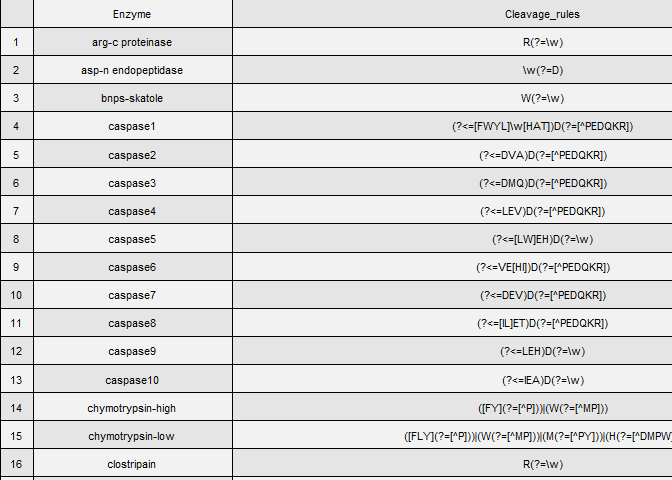 Enzyme Cleavage_rules
1 arg-c proteinase R(?=\w)
2 asp-n endopeptidase \w(?=D)
3 bnps-skatole W(?=\w)
4 caspase1 (?<=[FWYL]\w[HAT])D(?=[^PEDQKR])
5 caspase2 (?<=DVA)D(?=[^PEDQKR])
6 caspase3 (?<=DMQ)D(?=[^PEDQKR])
7 caspase4 (?<=LEV)D(?=[^PEDQKR])
8 caspase5 (?<=[LW]EH)D(?=\w)
9 caspase6 (?<=VE[HI])D(?=[^PEDQKR])
10 caspase7 (?<=DEV)D(?=[^PEDQKR])
11 caspase8 (?<=[IL]ET)D(?=[^PEDQKR])
12 caspase9 (?<=LEH)D(?=\w)
13 caspase10 (?<=IEA)D(?=\w)
14 chymotrypsin-high ([FY](?=[^P]))|(W(?=[^MP]))
15 chymotrypsin-low ([FLY](?=[^P]))|(W(?=[^MP]))|(M(?=[^PY]))|(H(?=[^DMPW
16 clostripain R(?=\w)